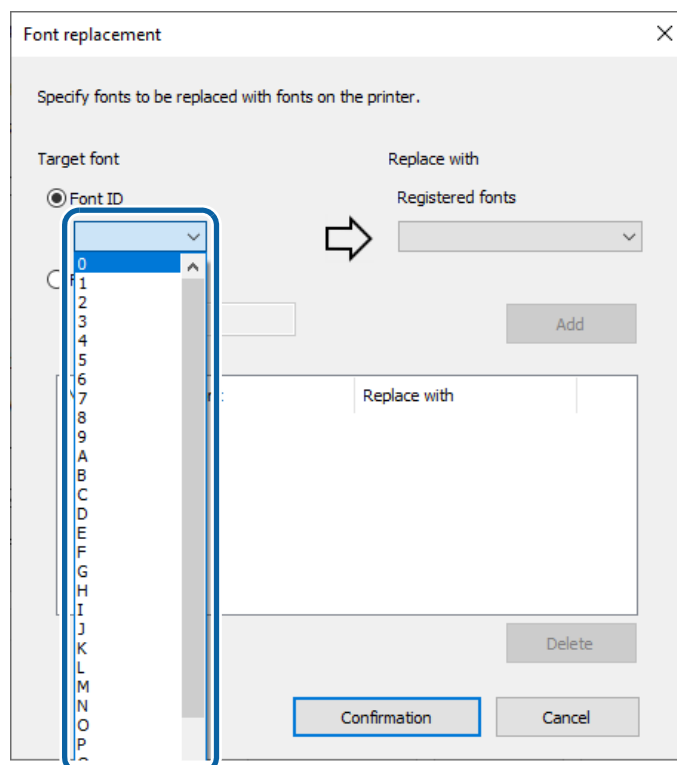 Font replacement
Specify fonts to be replaced with fonts on the printer.
Target font
Replace with
Font ID
Registered fonts
0
1
2
3
4
5
6
7
8
9
A
B
C
D
E
F
G
H
I
J
K
L
M
N
O
P
Add
Replace with
Delete
Confirmation
Cancel